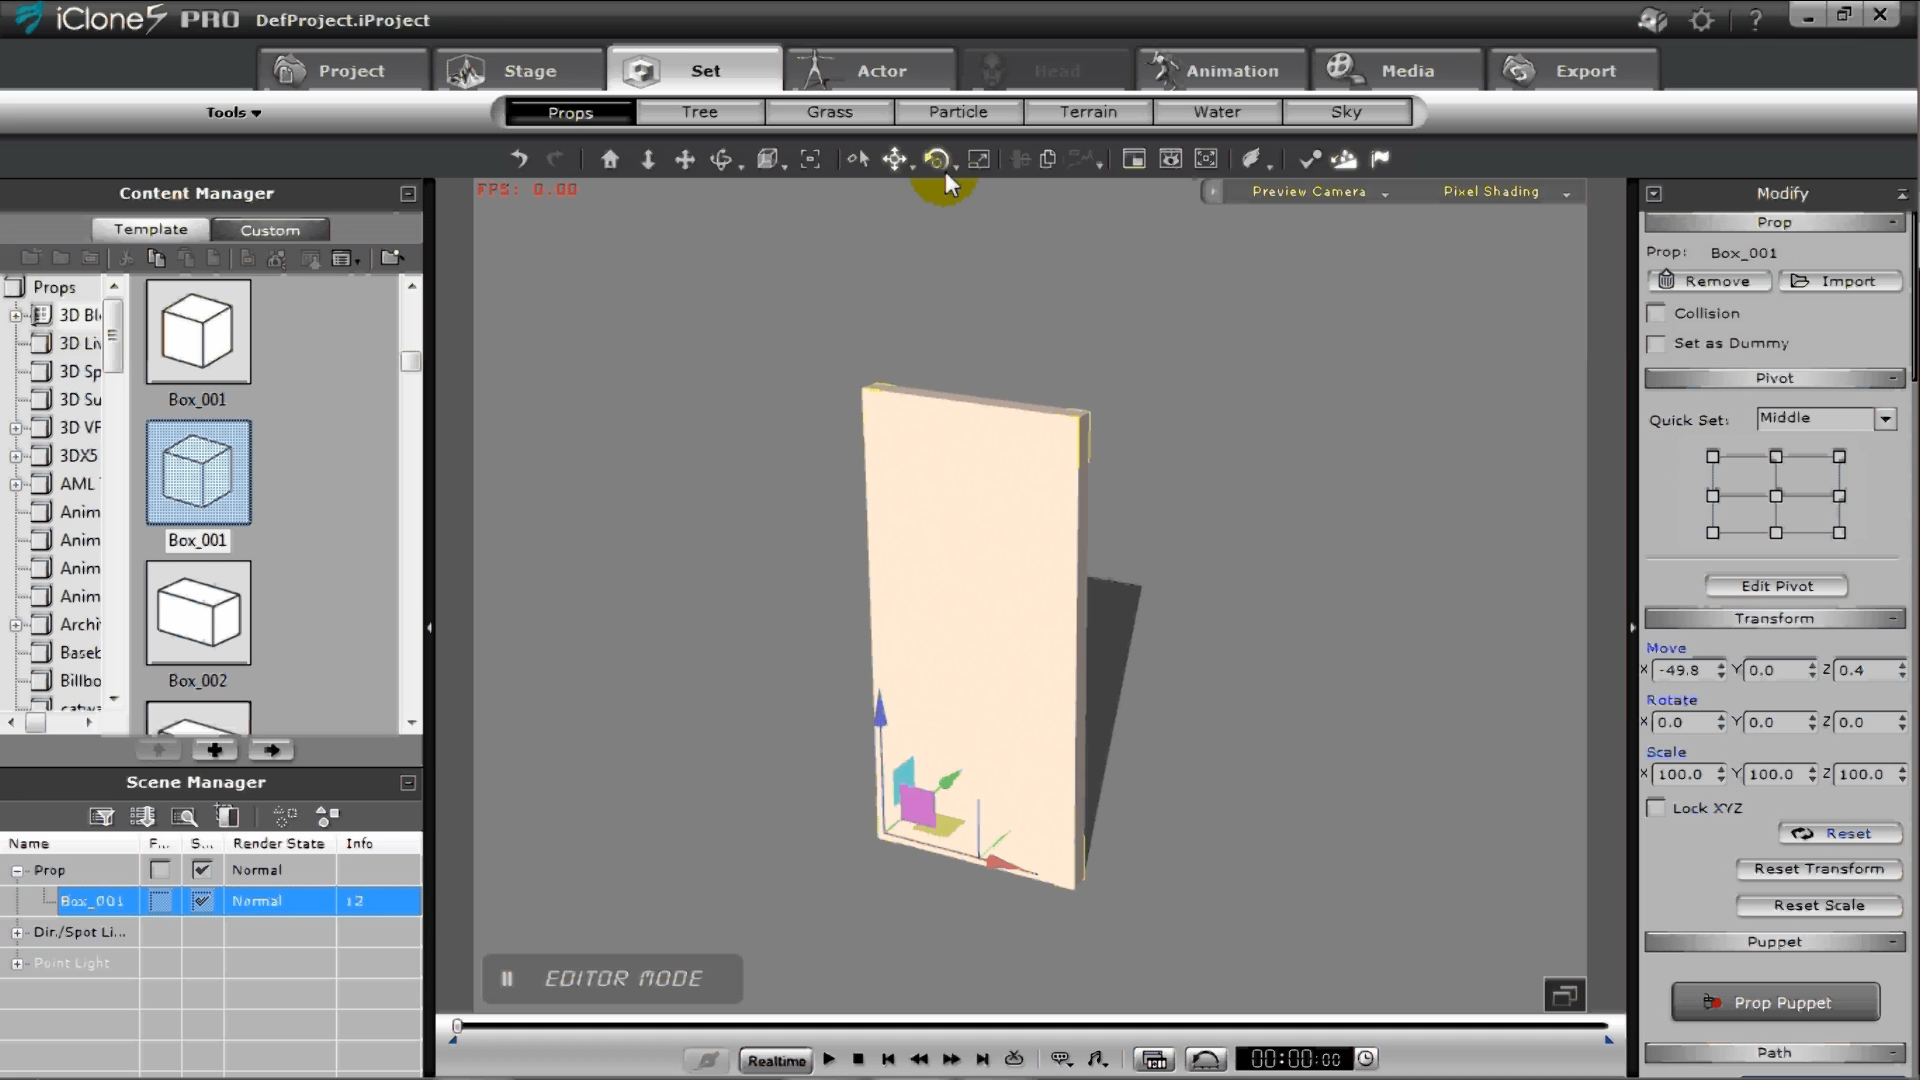 iClone5 PRO DefProject.iProject
?
Project Stage Set Actor Head Animation Media Export
Tools Props Tree Grass Particle Terrain Water Sky
Content Manager
Template Custom
Props
3D Bl
3D Liv
3D Sp
3D Su
3D VF
3DX5
AML
Anim
Anim
Anim
Anim
Archi
Baseb
Billbo
catwa
Box_001
Box_001
Box_002
Scene Manager
Name F... S... Render State Info
Prop Normal
Box_001 Normal 12
Dir./Spot Li...
Point Light
FPS: 0.00
Preview Camera Pixel Shading
EDITOR MODE
Realtime 00:00:00
Modify
Prop
Prop: Box_001
Remove Import
Collision
Set as Dummy
Pivot
Quick Set: Middle
Edit Pivot
Transform
Move
X -49.8 Y 0.0 Z 0.4
Rotate
X 0.0 Y 0.0 Z 0.0
Scale
X 100.0 Y 100.0 Z 100.0
Lock XYZ
Reset
Reset Transform
Reset Scale
Puppet
Prop Puppet
Path